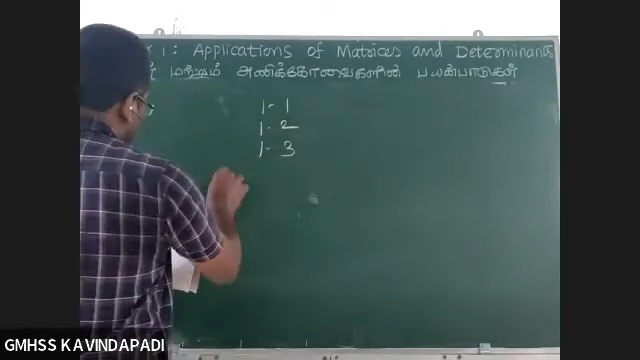 1: Applications of Matrices and Determinants
மற்றும் அணிக்கோவைகளின் பயன்பாடுகள்
1. 1
1. 2
1. 3
GMHSS KAVINDAPADI